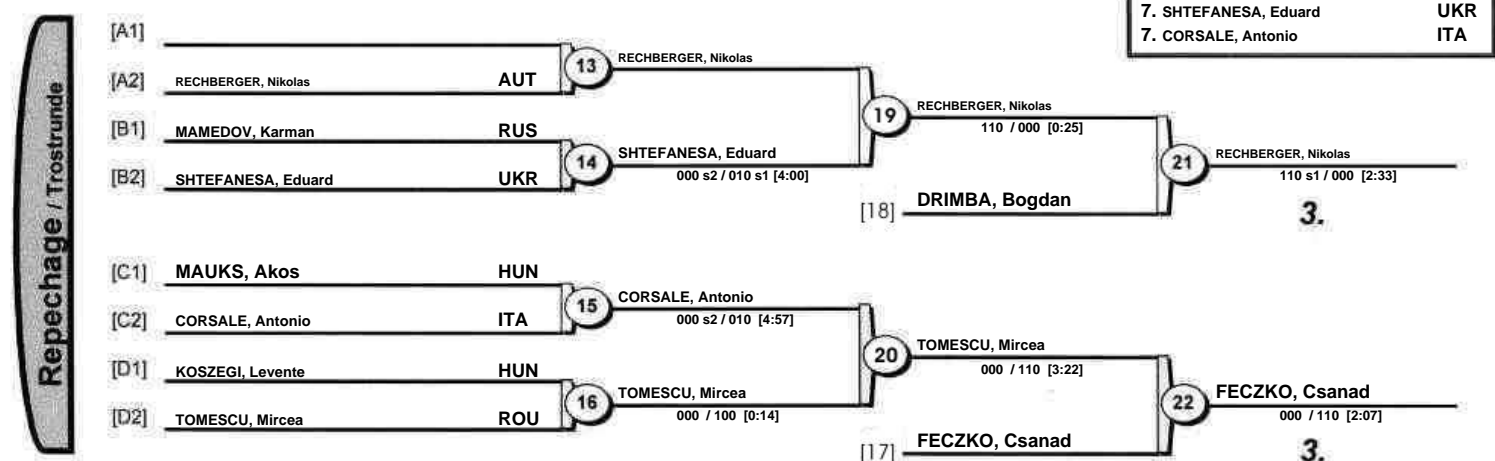 7. SHTEFANESA, Eduard UKR
7. CORSALE, Antonio ITA
Repechage / Trostrunde
[A1]
[A2] RECHBERGER, Nikolas AUT
13
RECHBERGER, Nikolas
[B1] MAMEDOV, Karman RUS
[B2] SHTEFANESA, Eduard UKR
14
SHTEFANESA, Eduard
000 s2 / 010 s1 [4:00]
19
RECHBERGER, Nikolas
110 / 000 [0:25]
[18] DRIMBA, Bogdan
21
RECHBERGER, Nikolas
110 s1 / 000 [2:33]
3.
[C1] MAUKS, Akos HUN
[C2] CORSALE, Antonio ITA
15
CORSALE, Antonio
000 s2 / 010 [4:57]
[D1] KOSZEGI, Levente HUN
[D2] TOMESCU, Mircea ROU
16
TOMESCU, Mircea
000 / 100 [0:14]
20
TOMESCU, Mircea
000 / 110 [3:22]
[17] FECZKO, Csanad
22
FECZKO, Csanad
000 / 110 [2:07]
3.